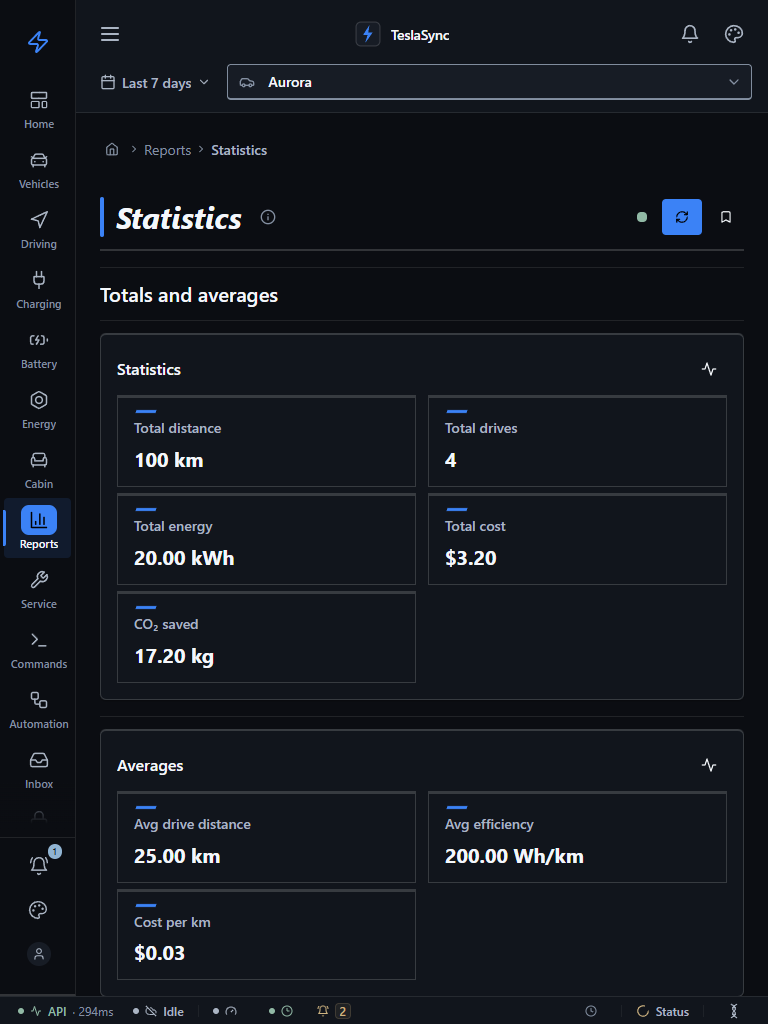 TeslaSync
Last 7 days
Aurora
Home
Vehicles
Driving
Charging
Battery
Energy
Cabin
Reports
Service
Commands
Automation
Inbox
1
Reports
Statistics
Statistics
Totals and averages
Statistics
Total distance
100 km
Total drives
4
Total energy
20.00 kWh
Total cost
$3.20
CO₂ saved
17.20 kg
Averages
Avg drive distance
25.00 km
Avg efficiency
200.00 Wh/km
Cost per km
$0.03
API · 294ms
Idle
2
Status